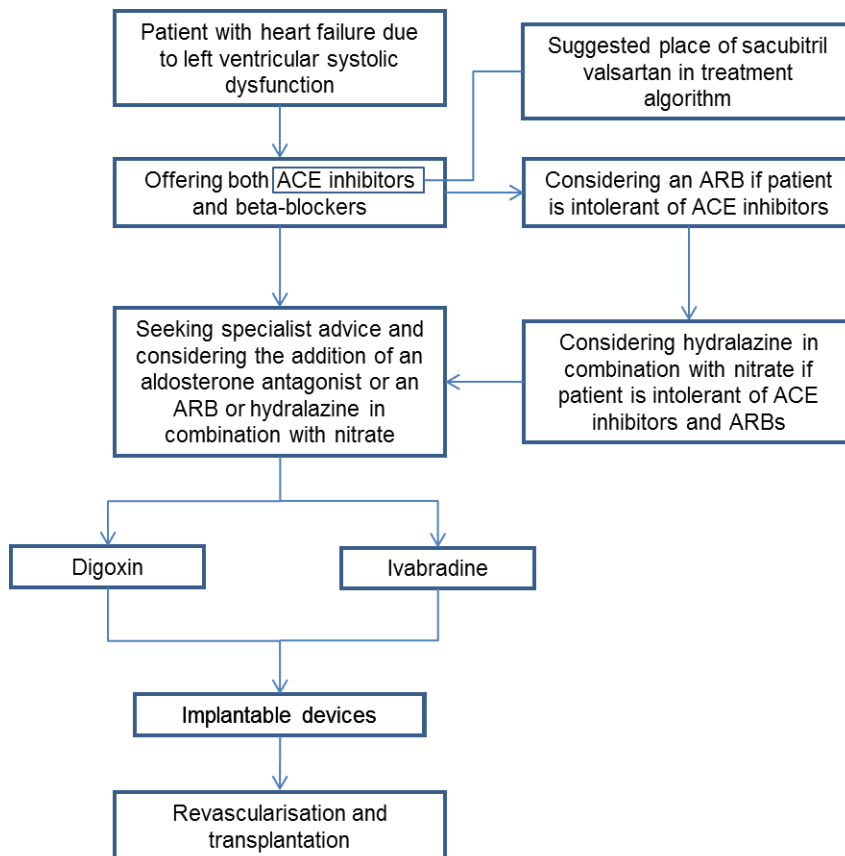 Patient with heart failure due
to left ventricular systolic
dysfunction
Suggested place of sacubitril
valsartan in treatment
algorithm
Offering both ACE inhibitors
and beta-blockers
Considering an ARB if patient
is intolerant of ACE inhibitors
Seeking specialist advice and
considering the addition of an
aldosterone antagonist or an
ARB or hydralazine in
combination with nitrate
Considering hydralazine in
combination with nitrate if
patient is intolerant of ACE
inhibitors and ARBs
Digoxin
Ivabradine
Implantable devices
Revascularisation and
transplantation